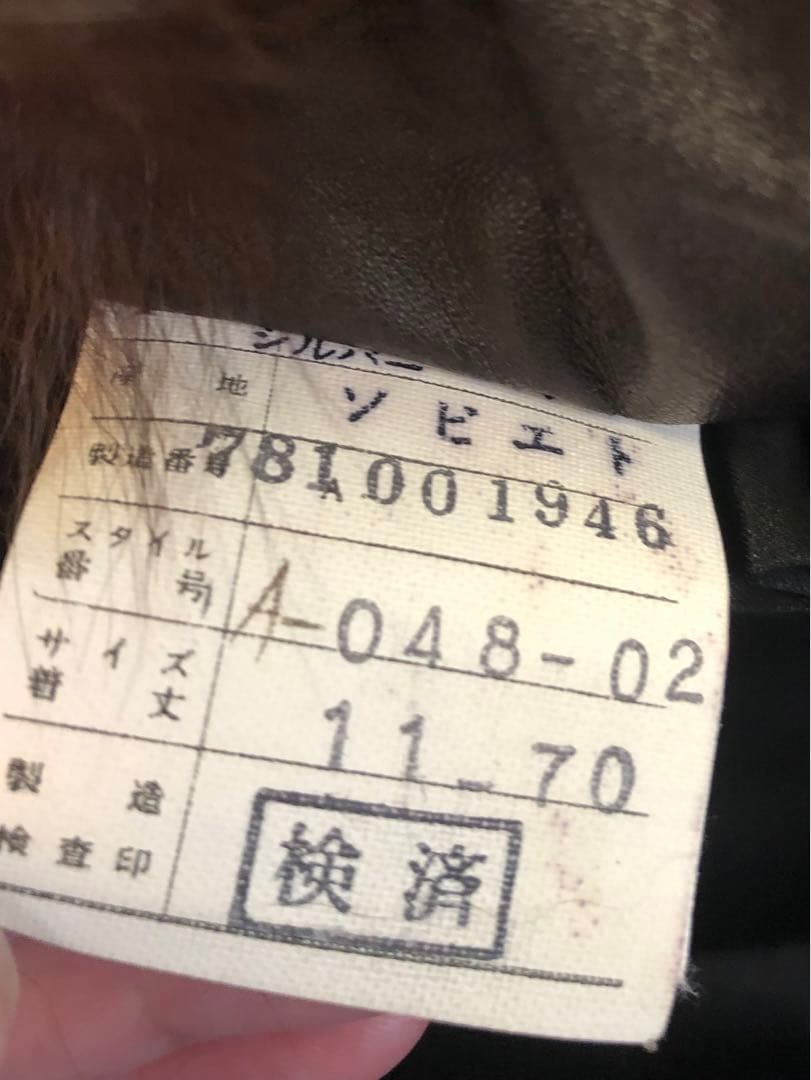 産地 ソビエト
製造番号 781001946
スタイル番号 A-048-02
サイズ番丈 11-70
製造検査印 検済